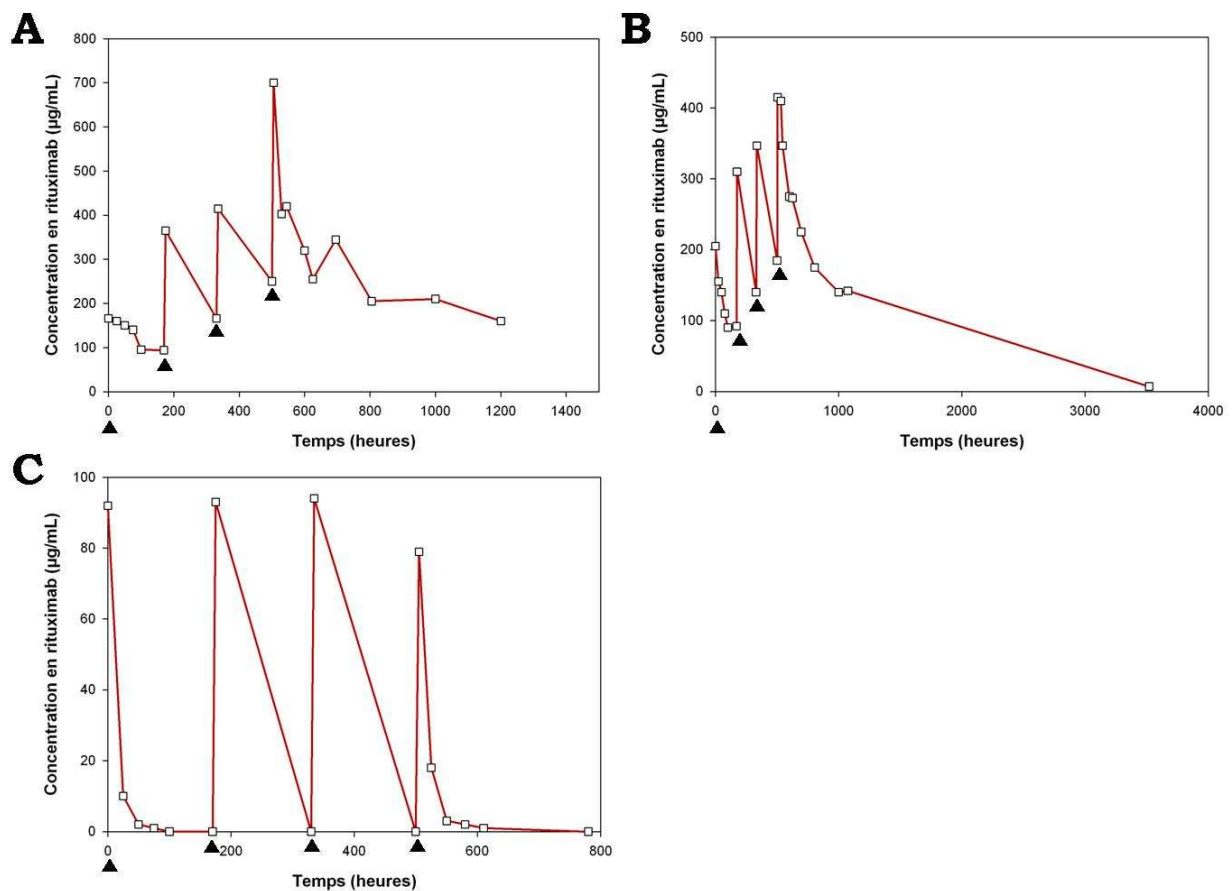 A
Concentration en rituximab (µg/mL)
800
700
600
500
400
300
200
100
0
0 200 400 600 800 1000 1200 1400
Temps (heures)
B
Concentration en rituximab (µg/mL)
500
400
300
200
100
0
0 1000 2000 3000 4000
Temps (heures)
C
Concentration en rituximab (µg/mL)
100
80
60
40
20
0
0 200 400 600 800
Temps (heures)